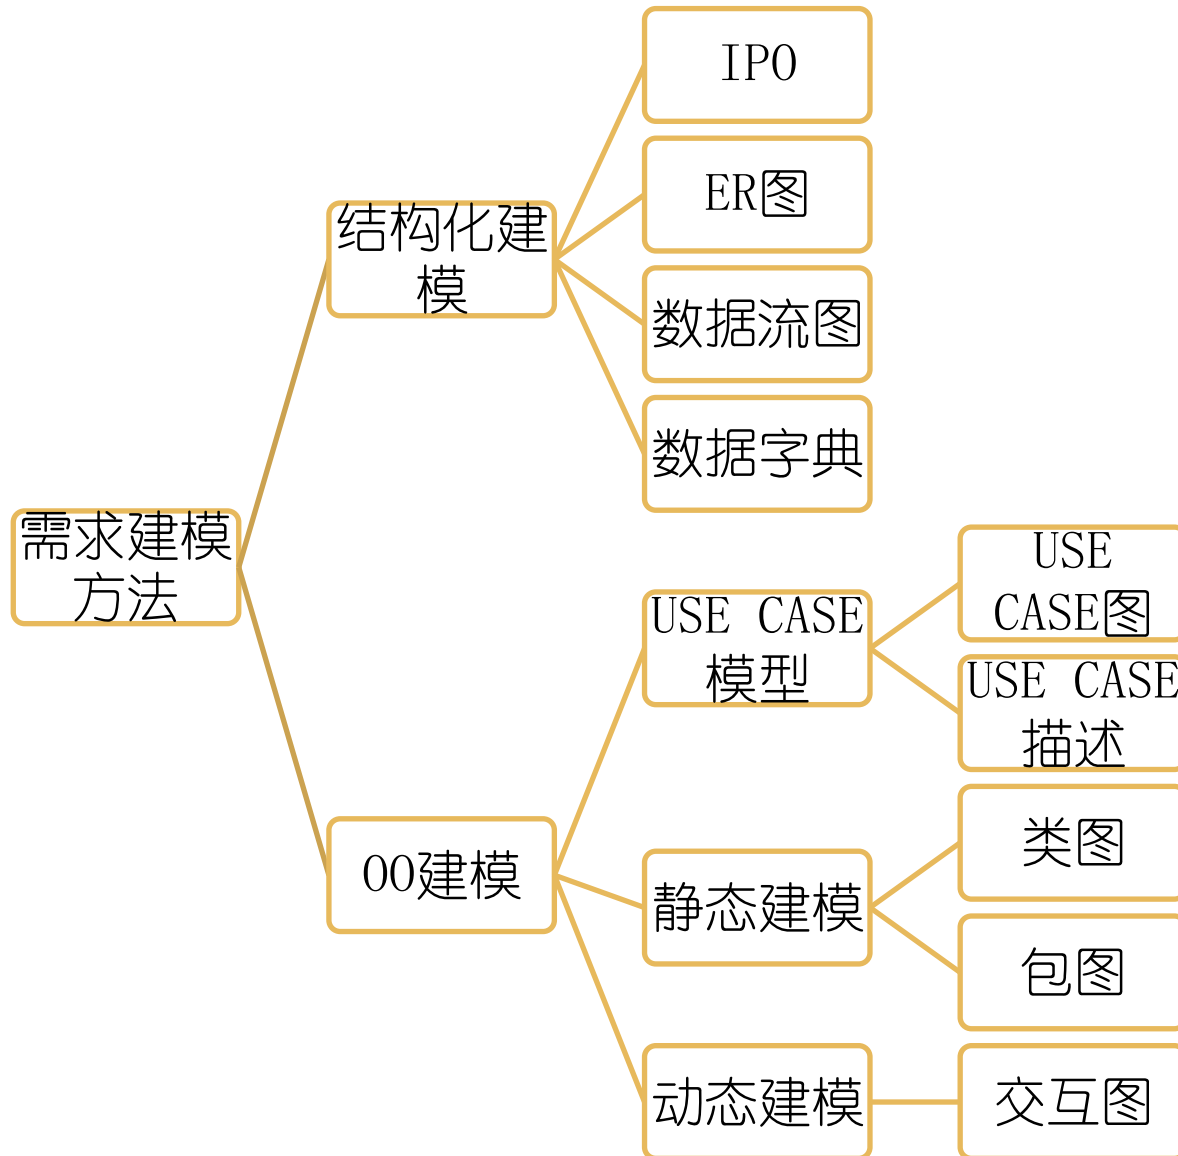 IPO
ER图
结构化建
模
数据流图
数据字典
需求建模
方法
USE CASE
模型
USE
CASE图
USE CASE
描述
OO建模
静态建模
类图
包图
动态建模
交互图